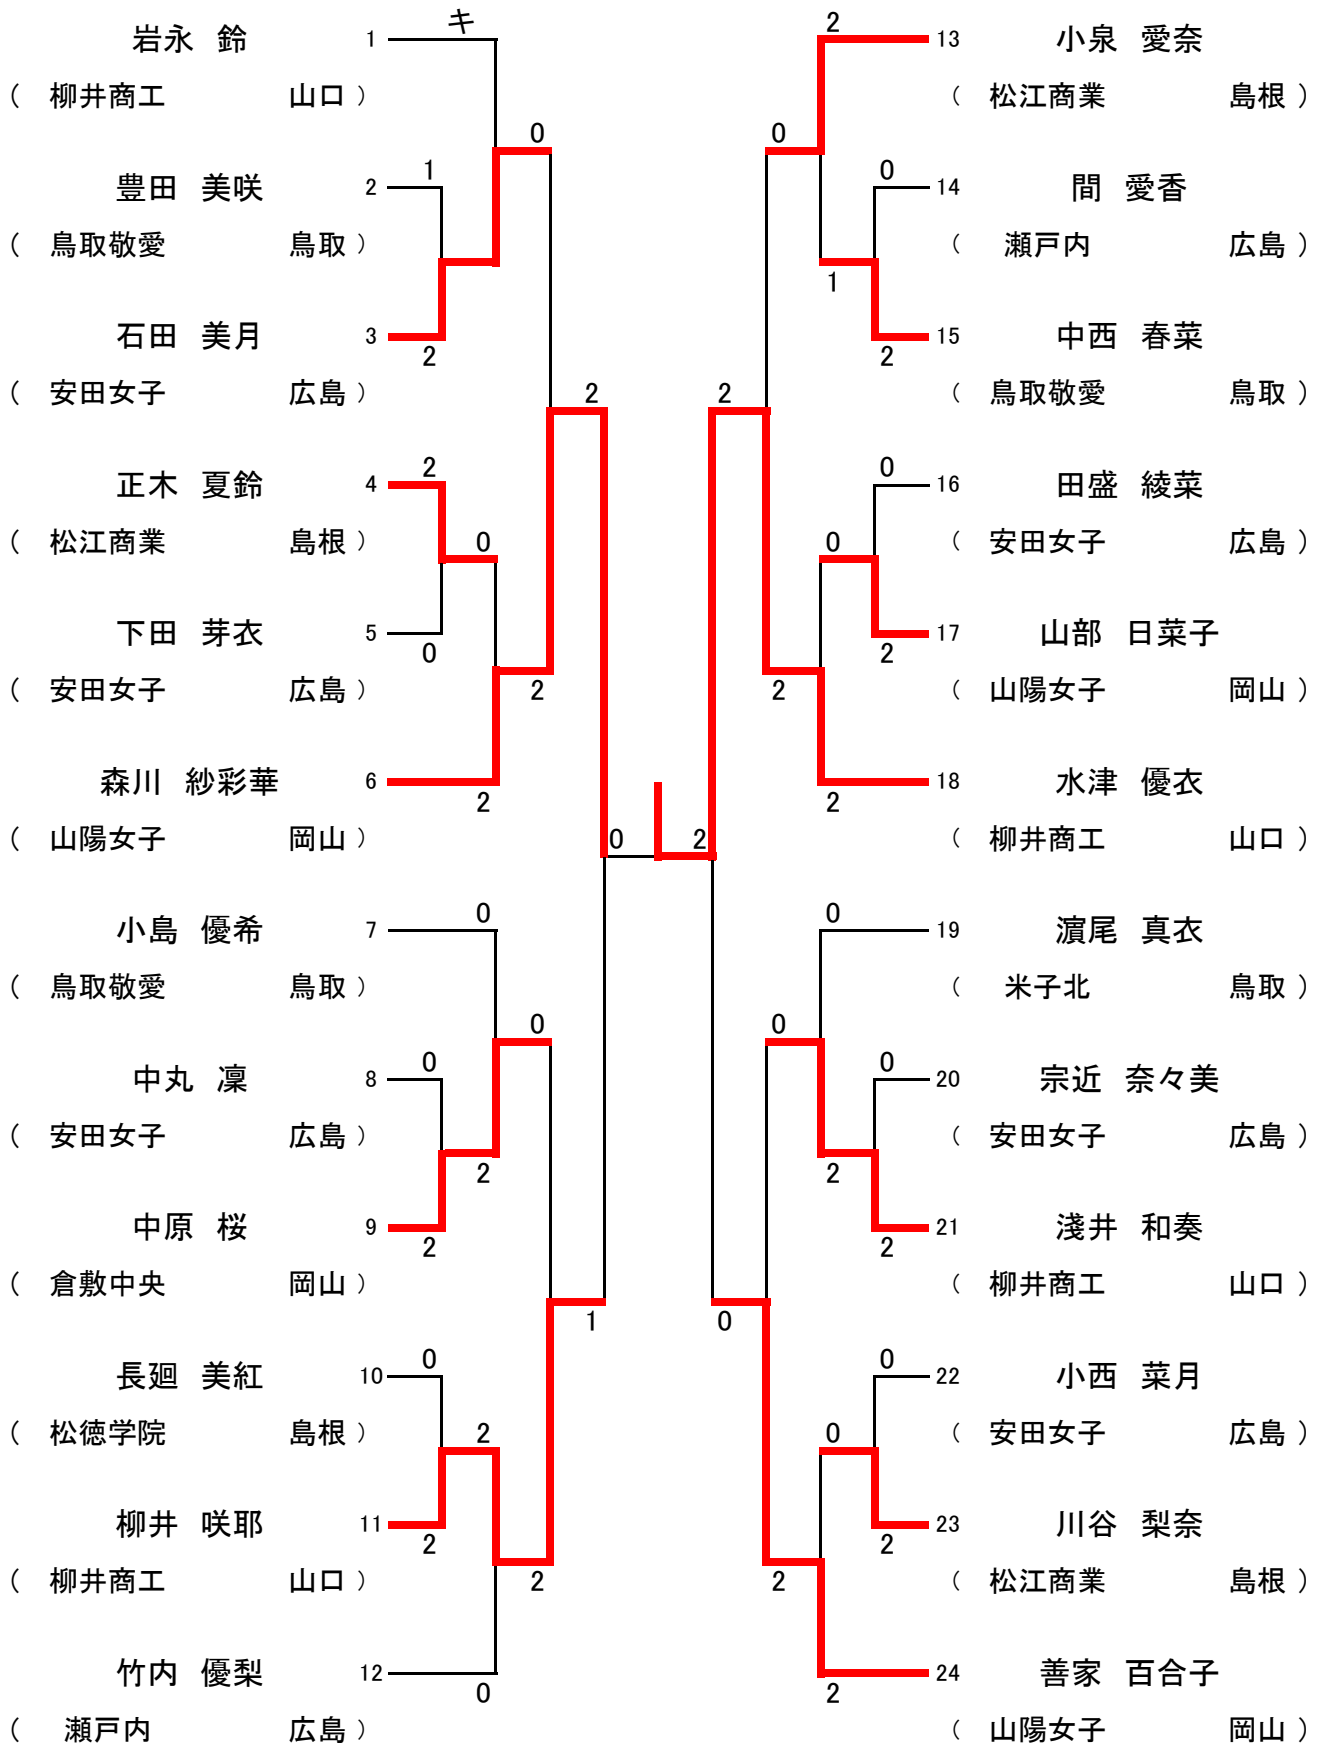 岩永 鈴 1 キ
( 柳井商工 山口 )
0
豊田 美咲 2 1
( 鳥取敬愛 鳥取 )
石田 美月 3 2
( 安田女子 広島 )
2
正木 夏鈴 4 2
( 松江商業 島根 )
0
下田 芽衣 5 0
( 安田女子 広島 )
2
森川 紗彩華 6 2
( 山陽女子 岡山 )
0
小島 優希 7 0
( 鳥取敬愛 鳥取 )
0
中丸 凜 8 0
( 安田女子 広島 )
2
中原 桜 9 2
( 倉敷中央 岡山 )
1
長廻 美紅 10 0
( 松徳学院 島根 )
2
柳井 咲耶 11 2
( 柳井商工 山口 )
2
竹内 優梨 12 0
( 瀬戸内 広島 )
2 13 小泉 愛奈
( 松江商業 島根 )
0
0 14 間 愛香
( 瀬戸内 広島 )
1
2 15 中西 春菜
( 鳥取敬愛 鳥取 )
2
0 16 田盛 綾菜
( 安田女子 広島 )
0
2 17 山部 日菜子
( 山陽女子 岡山 )
2
2 18 水津 優衣
( 柳井商工 山口 )
2
0 19 濵尾 真衣
( 米子北 鳥取 )
0
0 20 宗近 奈々美
( 安田女子 広島 )
2
2 21 淺井 和奏
( 柳井商工 山口 )
0
0 22 小西 菜月
( 安田女子 広島 )
0
2 23 川谷 梨奈
( 松江商業 島根 )
2
2 24 善家 百合子
( 山陽女子 岡山 )